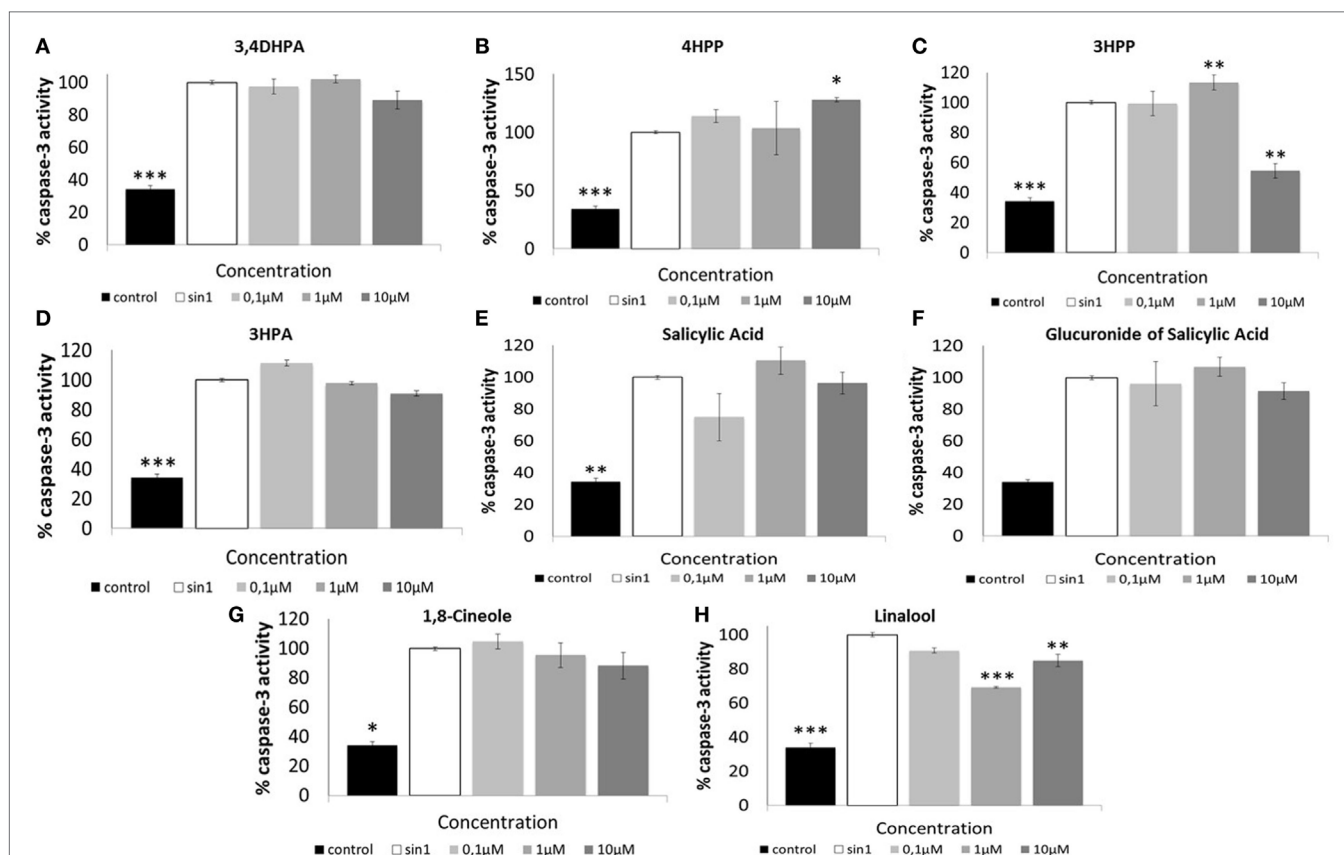 A
3,4DHPA
% caspase-3 activity
100
80
60
40
20
0
***
Concentration
control sin1 0,1µM 1µM 10µM
B
4HPP
% caspase-3 activity
150
100
50
0
***
*
Concentration
control sin1 0,1µM 1µM 10µM
C
3HPP
% caspase-3 activity
120
100
80
60
40
20
0
***
**
**
Concentration
control sin1 0,1µM 1µM 10µM
D
3HPA
% caspase-3 activity
120
100
80
60
40
20
0
***
Concentration
control sin1 0,1µM 1µM 10µM
E
Salicylic Acid
% caspase-3 activity
120
100
80
60
40
20
0
**
Concentration
control sin1 0,1µM 1µM 10µM
F
Glucuronide of Salicylic Acid
% caspase-3 activity
120
100
80
60
40
20
0
Concentration
control sin1 0,1µM 1µM 10µM
G
1,8-Cineole
% caspase-3 activity
120
100
80
60
40
20
0
*
Concentration
control sin1 0,1µM 1µM 10µM
H
Linalool
% caspase-3 activity
100
80
60
40
20
0
***
***
**
Concentration
control sin1 0,1µM 1µM 10µM